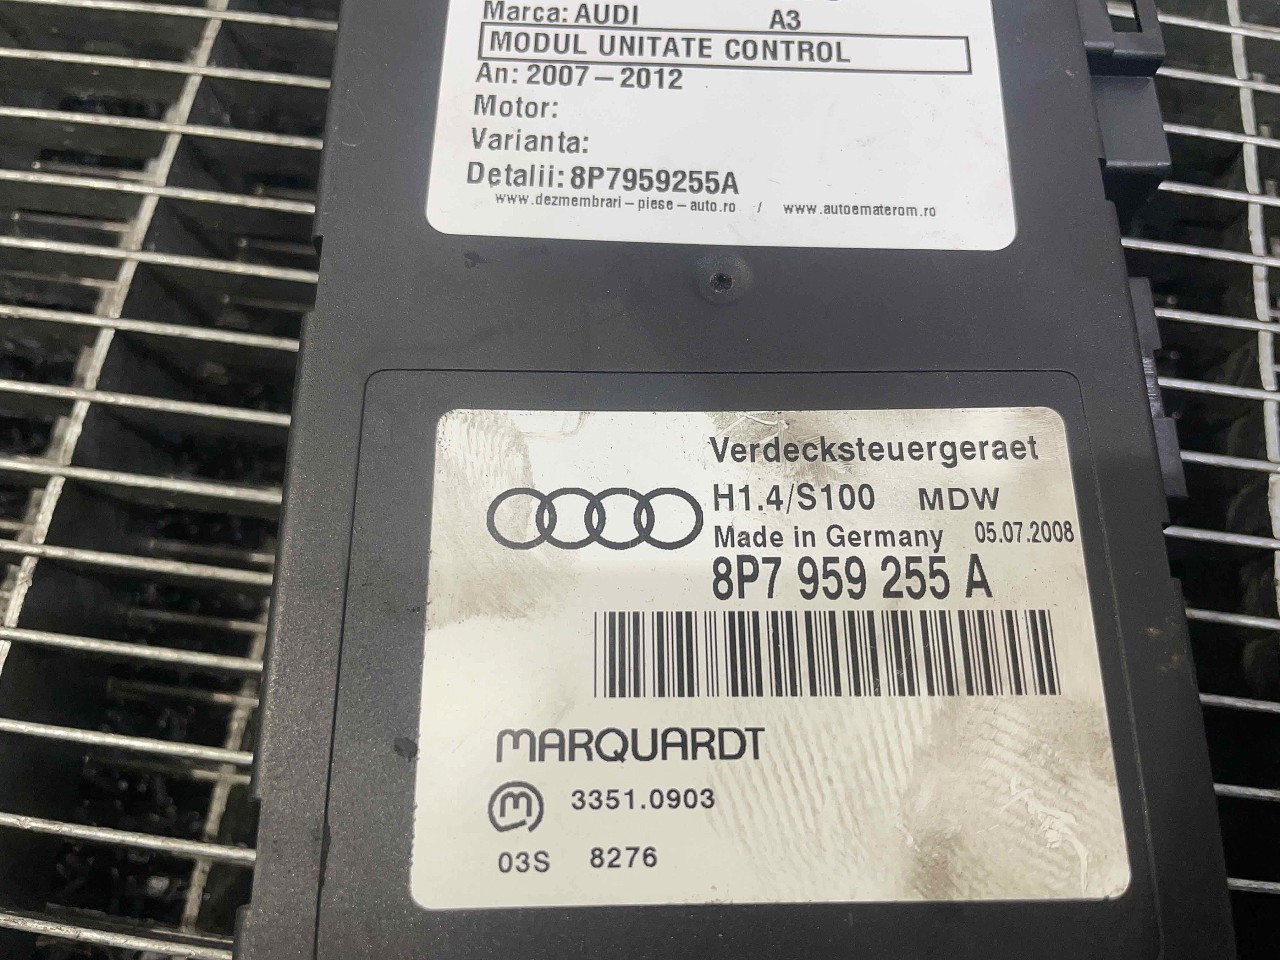 Marca: AUDI A3
MODUL UNITATE CONTROL
An: 2007-2012
Motor:
Varianta:
Detalii: 8P7959255A
www.dezmembrari-piese-auto.ro / www.autoematerom.ro
Verdecksteuergeraet
H1.4/S100 MDW
Made in Germany 05.07.2008
8P7 959 255 A
MARQUARDT
m 3351.0903
03S 8276